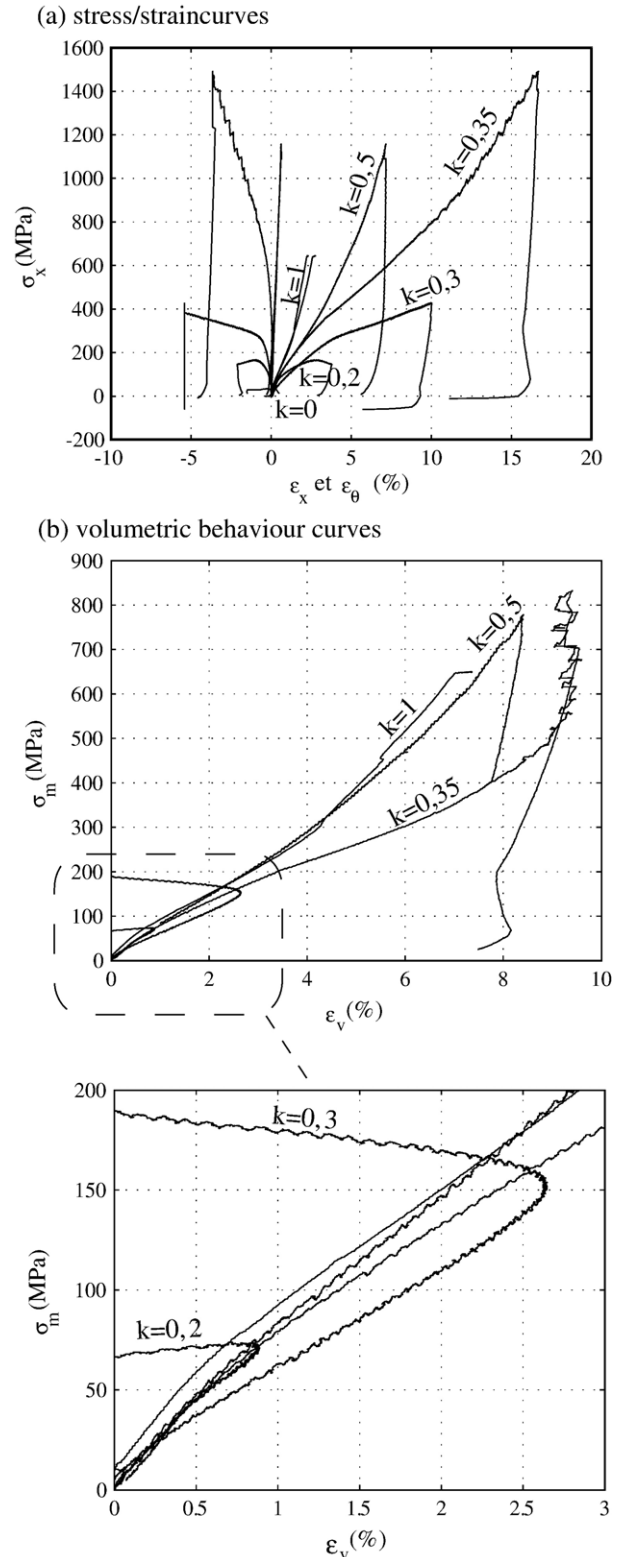 (a) stress/straincurves
1600
1400
1200
1000
800
600
400
200
0
-200
σx(MPa)
k=0,35
k=0,5
k=1
k=0,3
k=0,2
k=0
-10 -5 0 5 10 15 20
εx et εθ (%)
(b) volumetric behaviour curves
900
800
700
600
500
400
300
200
100
0
σm(MPa)
k=0,5
k=1
k=0,35
0 2 4 6 8 10
εv(%)
200
150
100
50
0
σm(MPa)
k=0,3
k=0,2
0 0.5 1 1.5 2 2.5 3
εv(%)